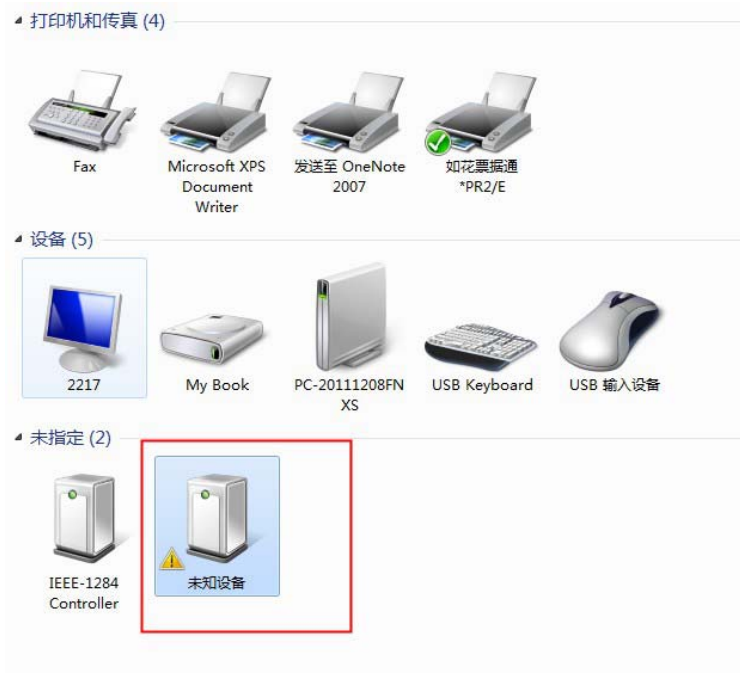 打印机和传真 (4)
Fax
Microsoft XPS
Document
Writer
发送至 OneNote
2007
如花票据通
*PR2/E
设备 (5)
2217
My Book
PC-20111208FN
XS
USB Keyboard
USB 输入设备
未指定 (2)
IEEE-1284
Controller
未知设备